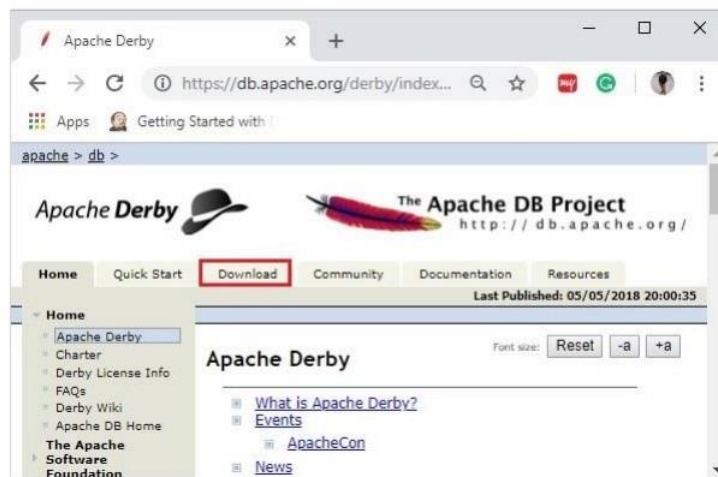 Apache Derby
https://db.apache.org/derby/index...
Apps Getting Started with
apache > db >
Apache Derby
The Apache DB Project
http://db.apache.org/
Home Quick Start Download Community Documentation Resources
Last Published: 05/05/2018 20:00:35
Home
Apache Derby
Charter
Derby License Info
FAQs
Derby Wiki
Apache DB Home
The Apache
Software
Foundation
Font size: Reset -a +a
Apache Derby
What is Apache Derby?
Events
ApacheCon
News